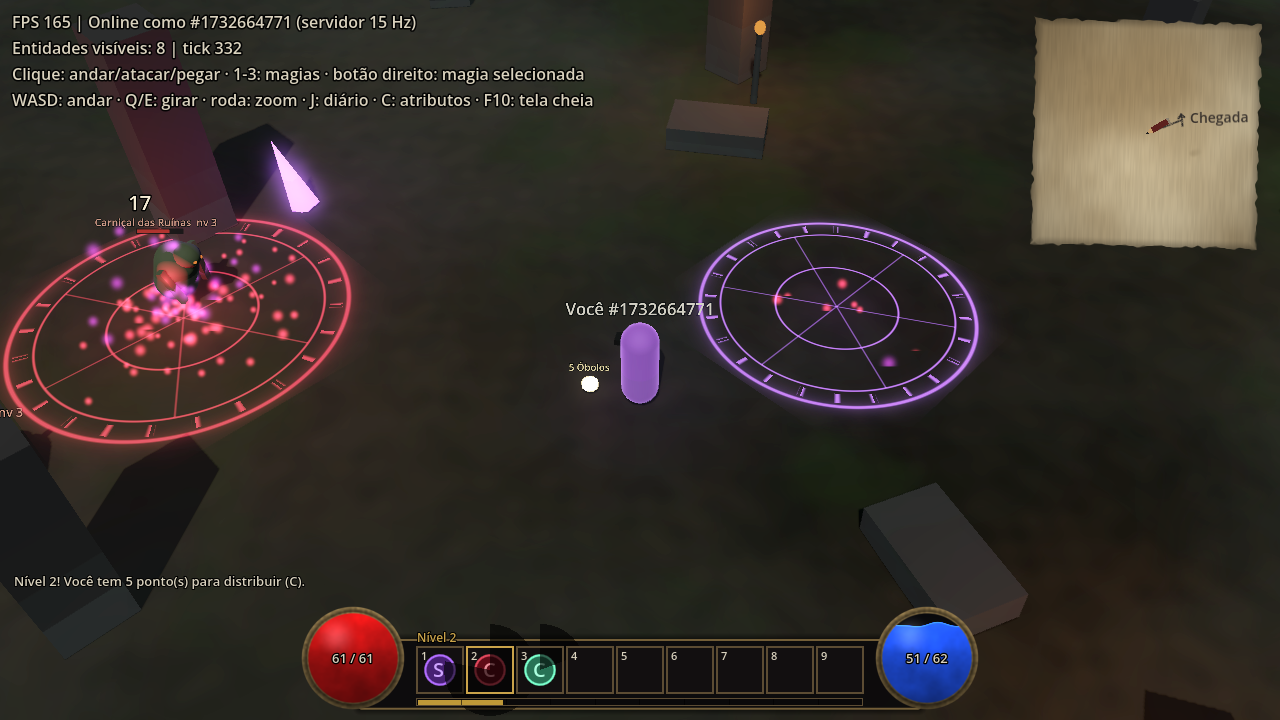 FPS 165 | Online como #1732664771 (servidor 15 Hz)
Entidades visíveis: 8 | tick 332
Clique: andar/atacar/pegar · 1-3: magias · botão direito: magia selecionada
WASD: andar · Q/E: girar · roda: zoom · J: diário · C: atributos · F10: tela cheia
Chegada
17
Carniçal das Ruínas nv 3
Você #1732664771
5 Óbolos
nv 3
Nível 2! Você tem 5 ponto(s) para distribuir (C).
Nível 2
61 / 61
1 2 3 4 5 6 7 8 9
S C C
51 / 62